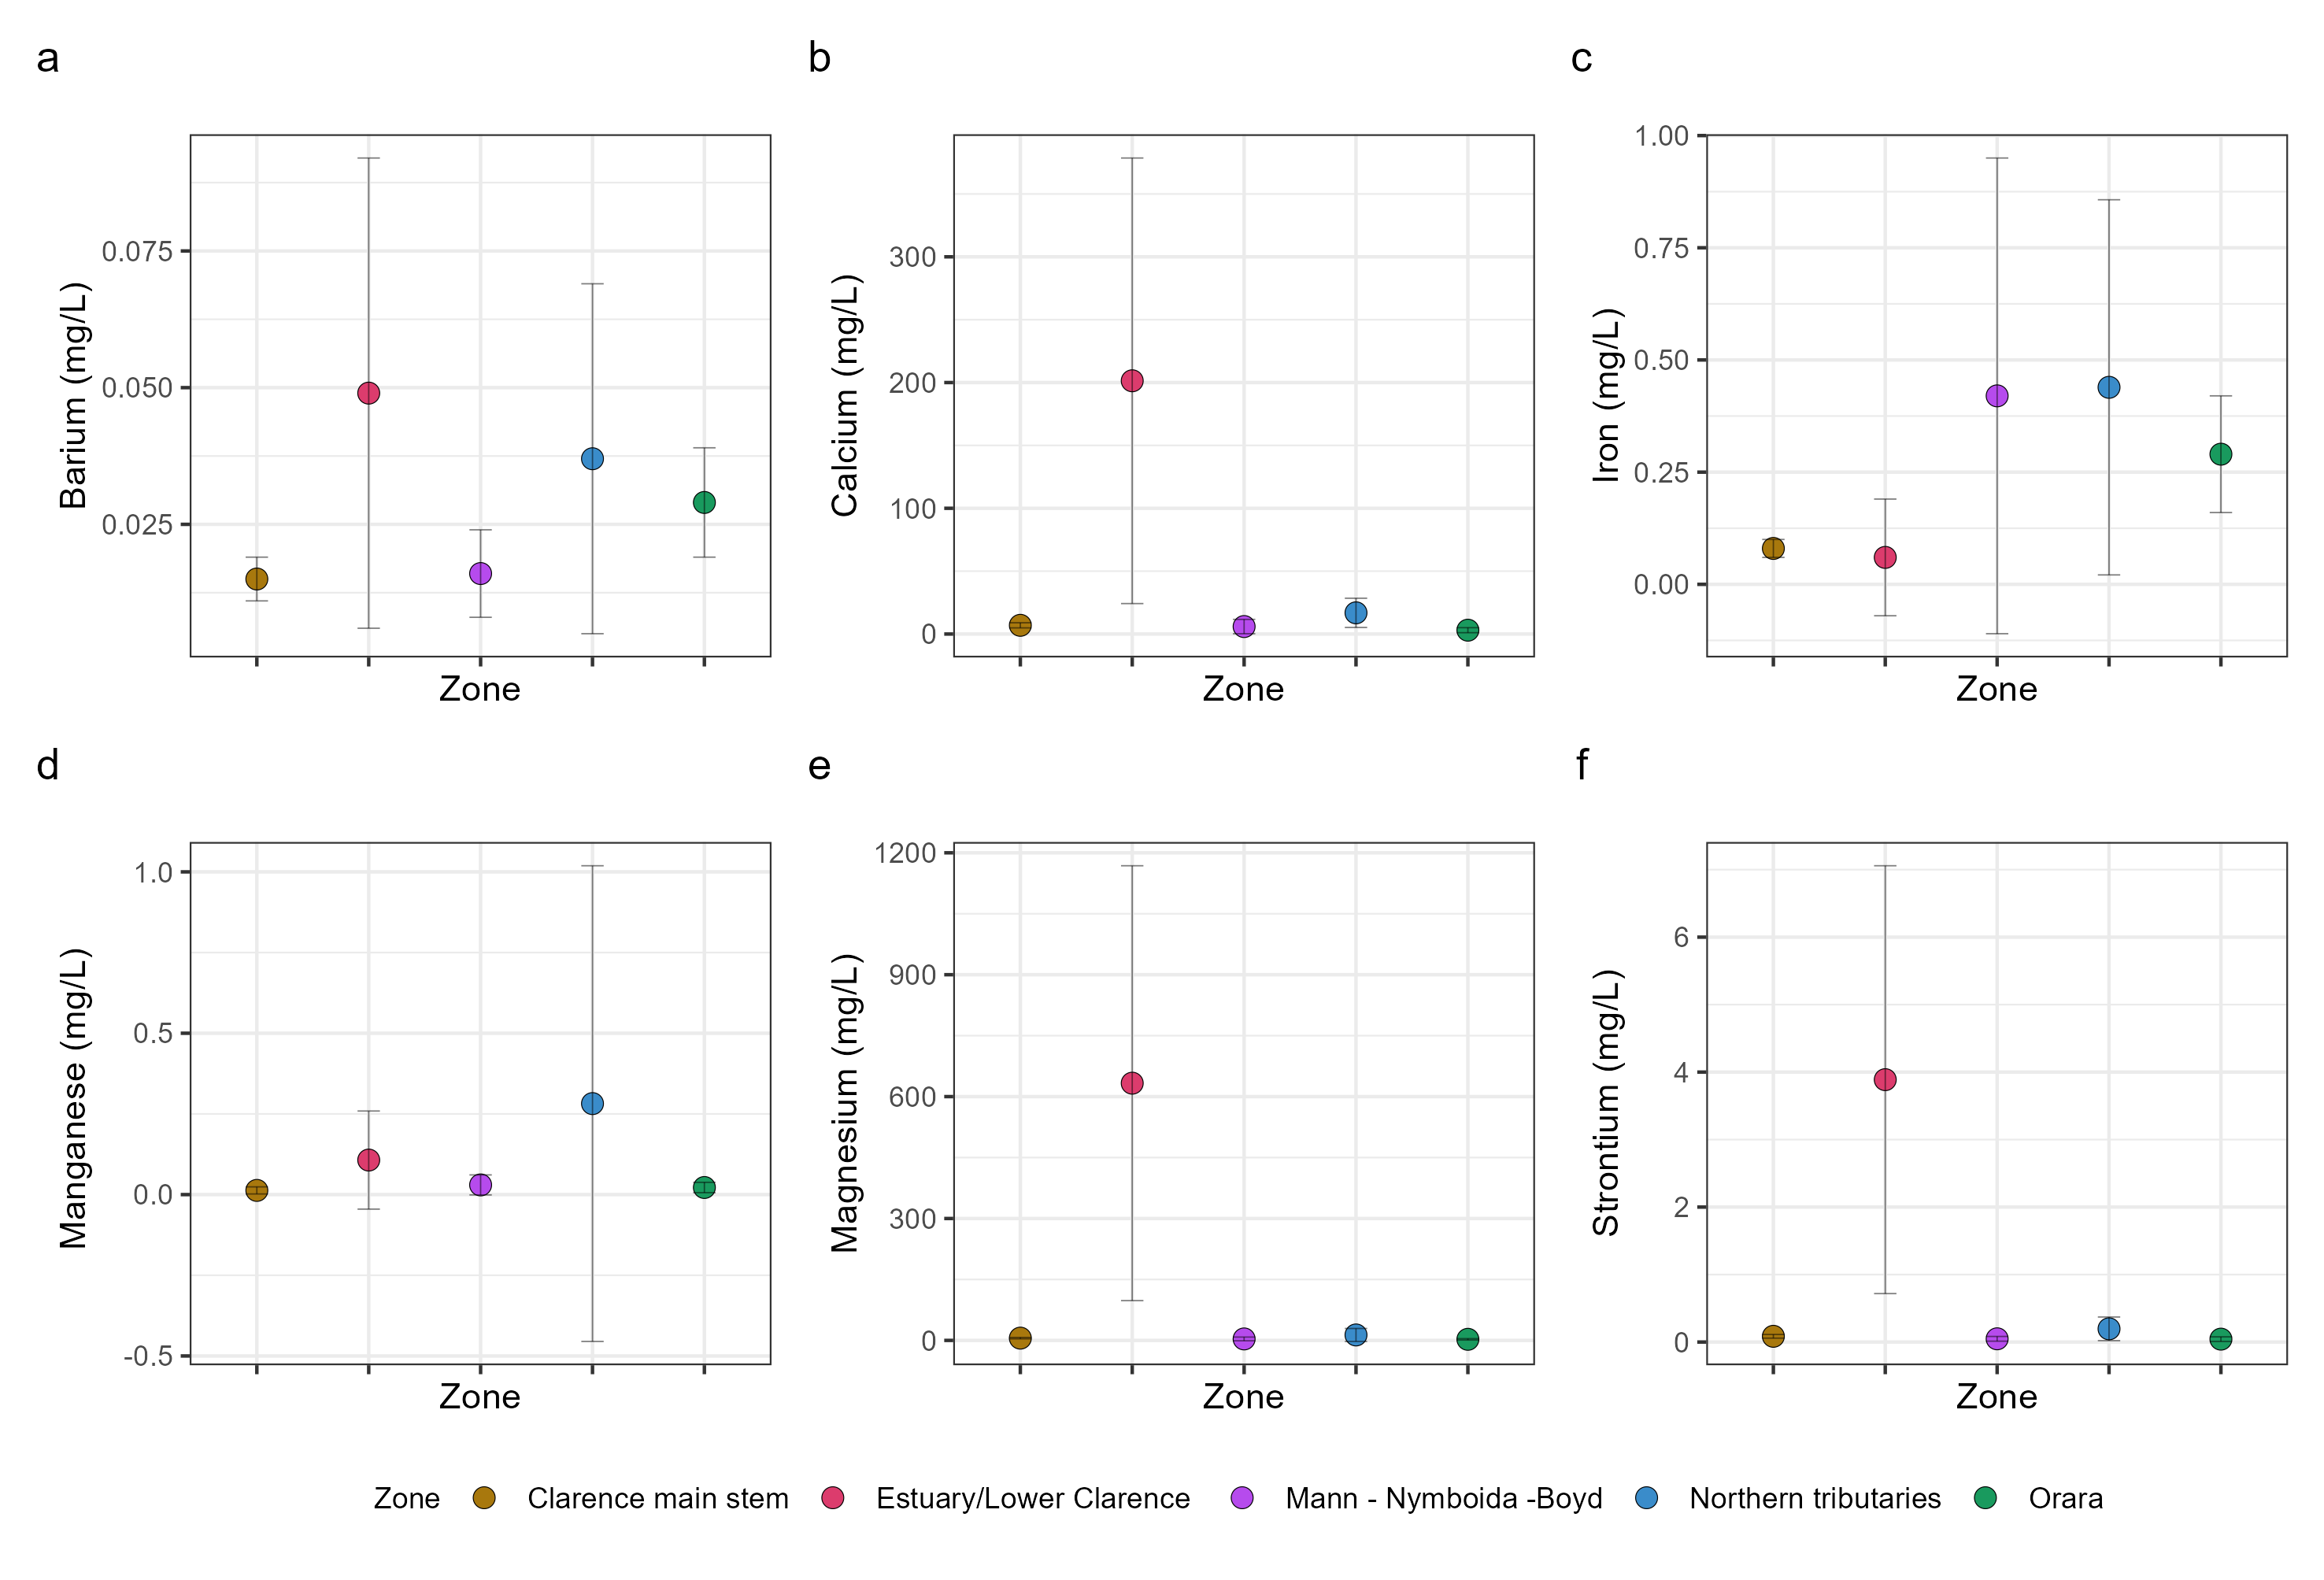 a
b
c
Barium (mg/L)
0.075
0.050
0.025
Zone
Calcium (mg/L)
300
200
100
0
Zone
Iron (mg/L)
1.00
0.75
0.50
0.25
0.00
Zone
d
e
f
Manganese (mg/L)
1.0
0.5
0.0
-0.5
Zone
Magnesium (mg/L)
1200
900
600
300
0
Zone
Strontium (mg/L)
6
4
2
0
Zone
Zone Clarence main stem Estuary/Lower Clarence Mann - Nymboida -Boyd Northern tributaries Orara